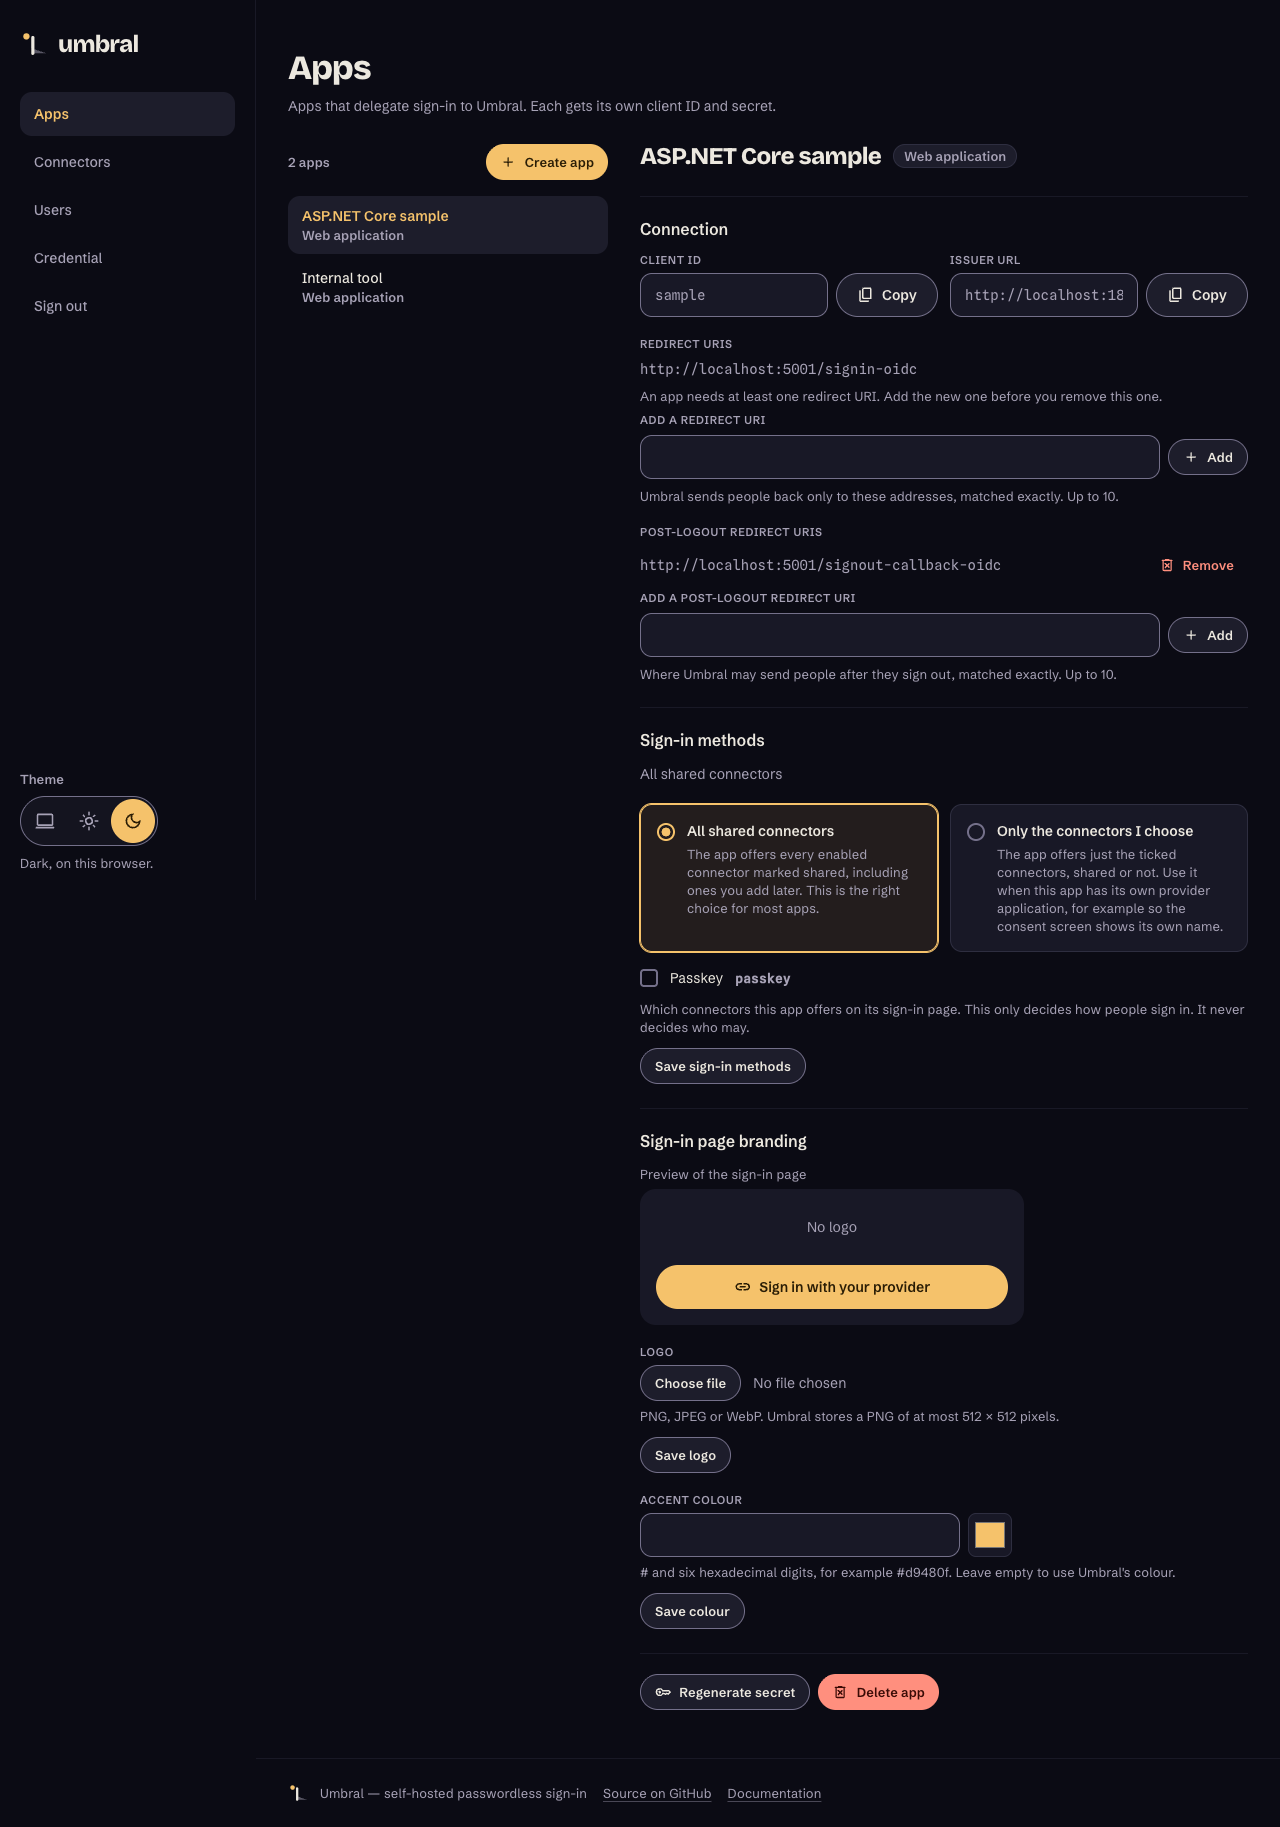 umbral
Apps
Connectors
Users
Credential
Sign out
Theme
Dark, on this browser.
Apps
Apps that delegate sign-in to Umbral. Each gets its own client ID and secret.
2 apps
Create app
ASP.NET Core sample
Web application
Internal tool
Web application
ASP.NET Core sample
Web application
Connection
CLIENT ID
sample
Copy
ISSUER URL
http://localhost:18
Copy
REDIRECT URIS
http://localhost:5001/signin-oidc
An app needs at least one redirect URI. Add the new one before you remove this one.
ADD A REDIRECT URI
Add
Umbral sends people back only to these addresses, matched exactly. Up to 10.
POST-LOGOUT REDIRECT URIS
http://localhost:5001/signout-callback-oidc
Remove
ADD A POST-LOGOUT REDIRECT URI
Add
Where Umbral may send people after they sign out, matched exactly. Up to 10.
Sign-in methods
All shared connectors
All shared connectors
The app offers every enabled
connector marked shared, including
ones you add later. This is the right
choice for most apps.
Only the connectors I choose
The app offers just the ticked
connectors, shared or not. Use it
when this app has its own provider
application, for example so the
consent screen shows its own name.
Passkey passkey
Which connectors this app offers on its sign-in page. This only decides how people sign in. It never
decides who may.
Save sign-in methods
Sign-in page branding
Preview of the sign-in page
No logo
Sign in with your provider
LOGO
Choose file
No file chosen
PNG, JPEG or WebP. Umbral stores a PNG of at most 512 × 512 pixels.
Save logo
ACCENT COLOUR
# and six hexadecimal digits, for example #d9480f. Leave empty to use Umbral's colour.
Save colour
Regenerate secret
Delete app
Umbral — self-hosted passwordless sign-in
Source on GitHub
Documentation